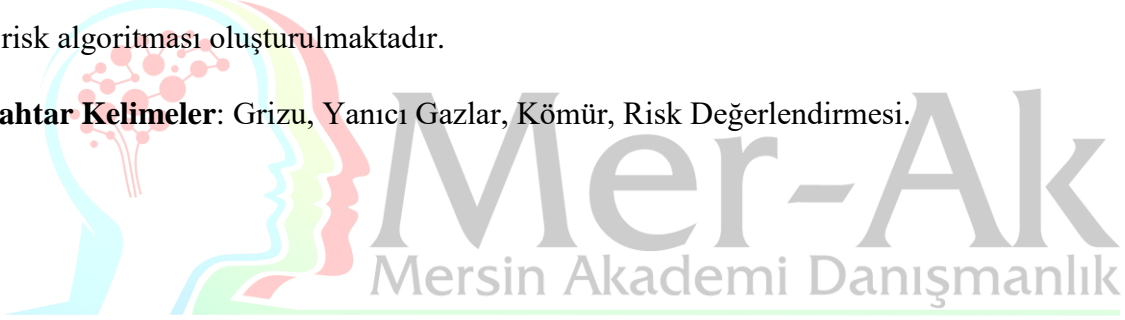 risk algoritması oluşturulmaktadır.
ahtar Kelimeler: Grizu, Yanıcı Gazlar, Kömür, Risk Değerlendirmesi.
Mer-Ak
Mersin Akademi Danışmanlık